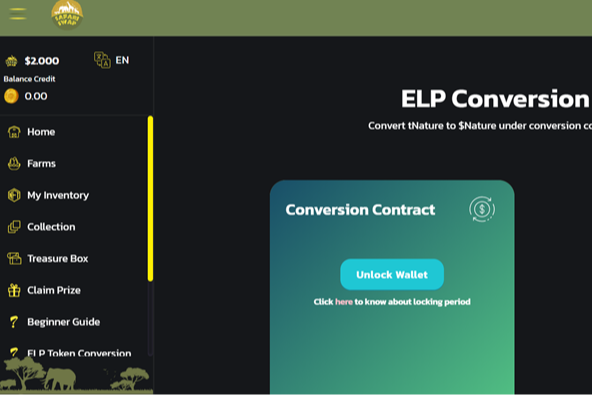 SAFARI
SWAP
$2.000
EN
Balance Credit
0.00
Home
Farms
My Inventory
Collection
Treasure Box
Claim Prize
Beginner Guide
ELP Token Conversion
ELP Conversion
Convert tNature to $Nature under conversion co
Conversion Contract
Unlock Wallet
Click here to know about locking period